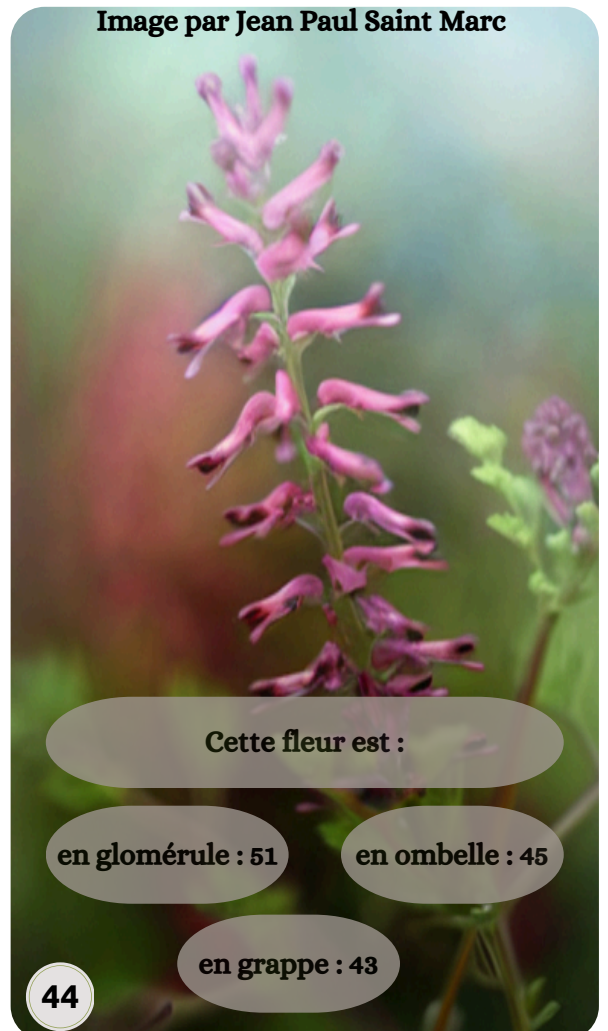 Image par Jean Paul Saint Marc
Cette fleur est :
en glomérule : 51
en ombelle : 45
en grappe : 43
44